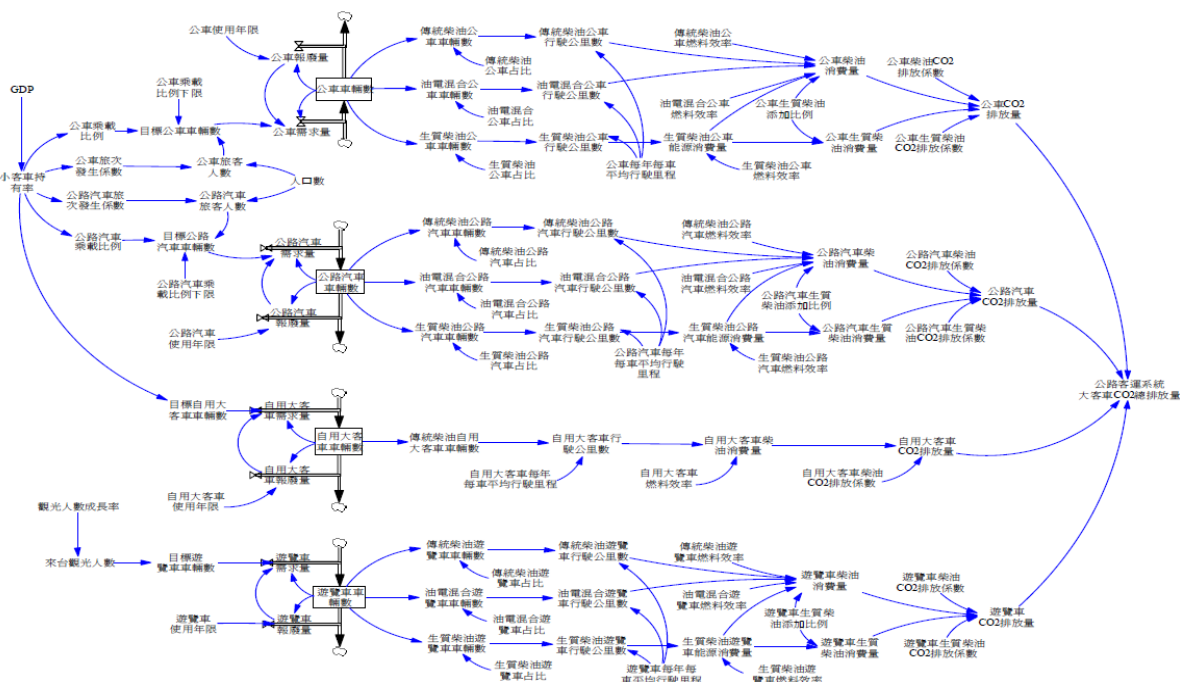 GDP
小客車持
有率
公車乘載
比例
公車乘載
比例下限
目標公車車輛數
公車旅次
發生係數
公車旅客
人數
人口數
公路汽車旅
次發生係數
公路汽車
旅客人數
公路汽車
乘載比例
目標公路
汽車車輛數
公路汽車乘
載比例下限
公車使用年限
公車報廢量
公車車輛數
公車需求量
傳統柴油公
車車輛數
傳統柴油
公車占比
油電混合公
車車輛數
油電混合
公車占比
生質柴油公
車車輛數
生質柴油
公車占比
傳統柴油公車
行駛公里數
油電混合公車
行駛公里數
生質柴油公車
行駛公里數
公車每年每車
平均行駛里程
傳統柴油公
車燃料效率
油電混合公車
燃料效率
生質柴油公車
能源消費量
生質柴油公車
燃料效率
公車柴油
消費量
公車生質柴油
添加比例
公車生質柴
油消費量
公車柴油CO2
排放係數
公車生質柴油
CO2排放係數
公車CO2
排放量
公路汽車
需求量
公路汽車
車輛數
公路汽車
報廢量
公路汽車
使用年限
傳統柴油公路
汽車車輛數
傳統柴油公路
汽車占比
油電混合公路
汽車車輛數
油電混合公路
汽車占比
生質柴油公路
汽車車輛數
生質柴油公路
汽車占比
傳統柴油公路
汽車行駛公里數
油電混合公路
汽車行駛公里數
生質柴油公路
汽車行駛公里數
公路汽車每年
每車平均行駛
里程
傳統柴油公路
汽車燃料效率
油電混合公路
汽車燃料效率
生質柴油公路
汽車能源消費量
生質柴油公路
汽車燃料效率
公路汽車柴
油消費量
公路汽車生質
柴油添加比例
公路汽車生質
柴油消費量
公路汽車柴油
CO2排放係數
公路汽車生質柴
油CO2排放係數
公路汽車
CO2排放量
公路客運系統
大客車CO2總排放量
目標自用大
客車車輛數
自用大客
車需求量
自用大客
車車輛數
自用大客
車報廢量
自用大客車
使用年限
傳統柴油自用
大客車車輛數
自用大客車行
駛公里數
自用大客車每年
每車平均行駛里程
自用大客車柴
油消費量
自用大客車
燃料效率
自用大客車
CO2排放量
自用大客車柴油
CO2排放係數
觀光人數成長率
來台觀光人數
目標遊
覽車車輛數
遊覽車
需求量
遊覽車車
輛數
遊覽車
報廢量
遊覽車
使用年限
傳統柴油遊
覽車車輛數
傳統柴油遊
覽車占比
油電混合遊
覽車車輛數
油電混合遊
覽車占比
生質柴油遊
覽車車輛數
生質柴油遊
覽車占比
傳統柴油遊覽
車行駛公里數
油電混合遊覽
車行駛公里數
生質柴油遊覽
車行駛公里數
遊覽車每年每
車平均行駛里程
傳統柴油遊
覽車燃料效率
油電混合遊
覽車燃料效率
生質柴油遊覽
車能源消費量
生質柴油遊
覽車燃料效率
遊覽車柴油
消費量
遊覽車生質柴
油添加比例
遊覽車生質
柴油消費量
遊覽車柴油
CO2排放係數
遊覽車生質柴油
CO2排放係數
遊覽車
CO2排放量